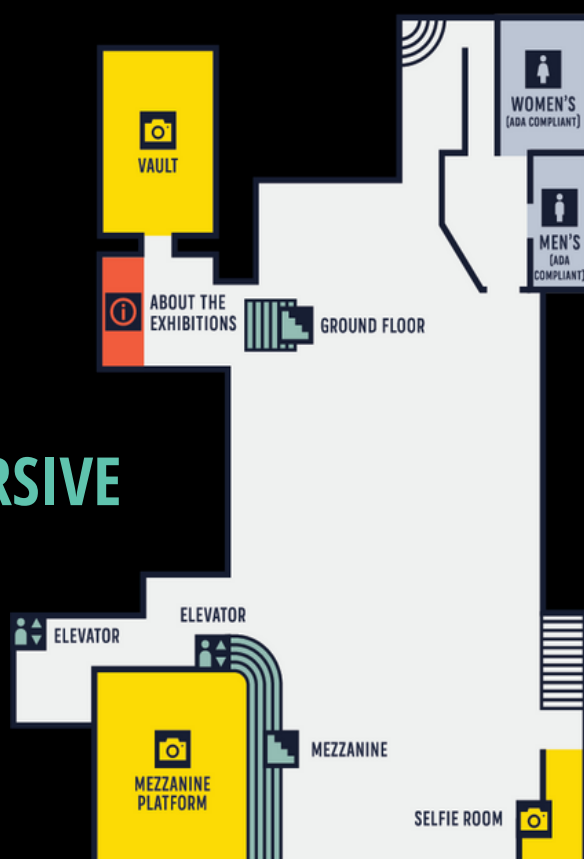 WOMEN'S
(ADA COMPLIANT)
VAULT
MEN'S
(ADA
COMPLIANT)
ABOUT THE
EXHIBITIONS
GROUND FLOOR
RSIVE
ELEVATOR
ELEVATOR
MEZZANINE
MEZZANINE
PLATFORM
SELFIE ROOM